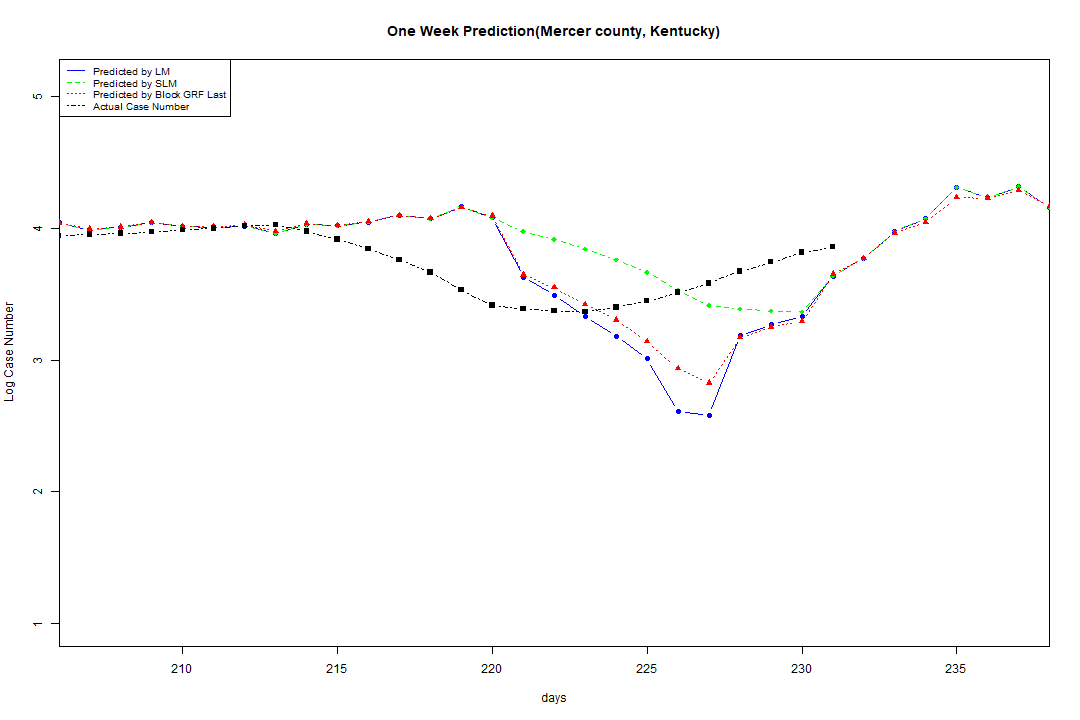 One Week Prediction(Mercer county, Kentucky)
Predicted by LM
Predicted by SLM
Predicted by Block GRF Last
Actual Case Number
5
4
3
2
1
Log Case Number
210 215 220 225 230 235
days